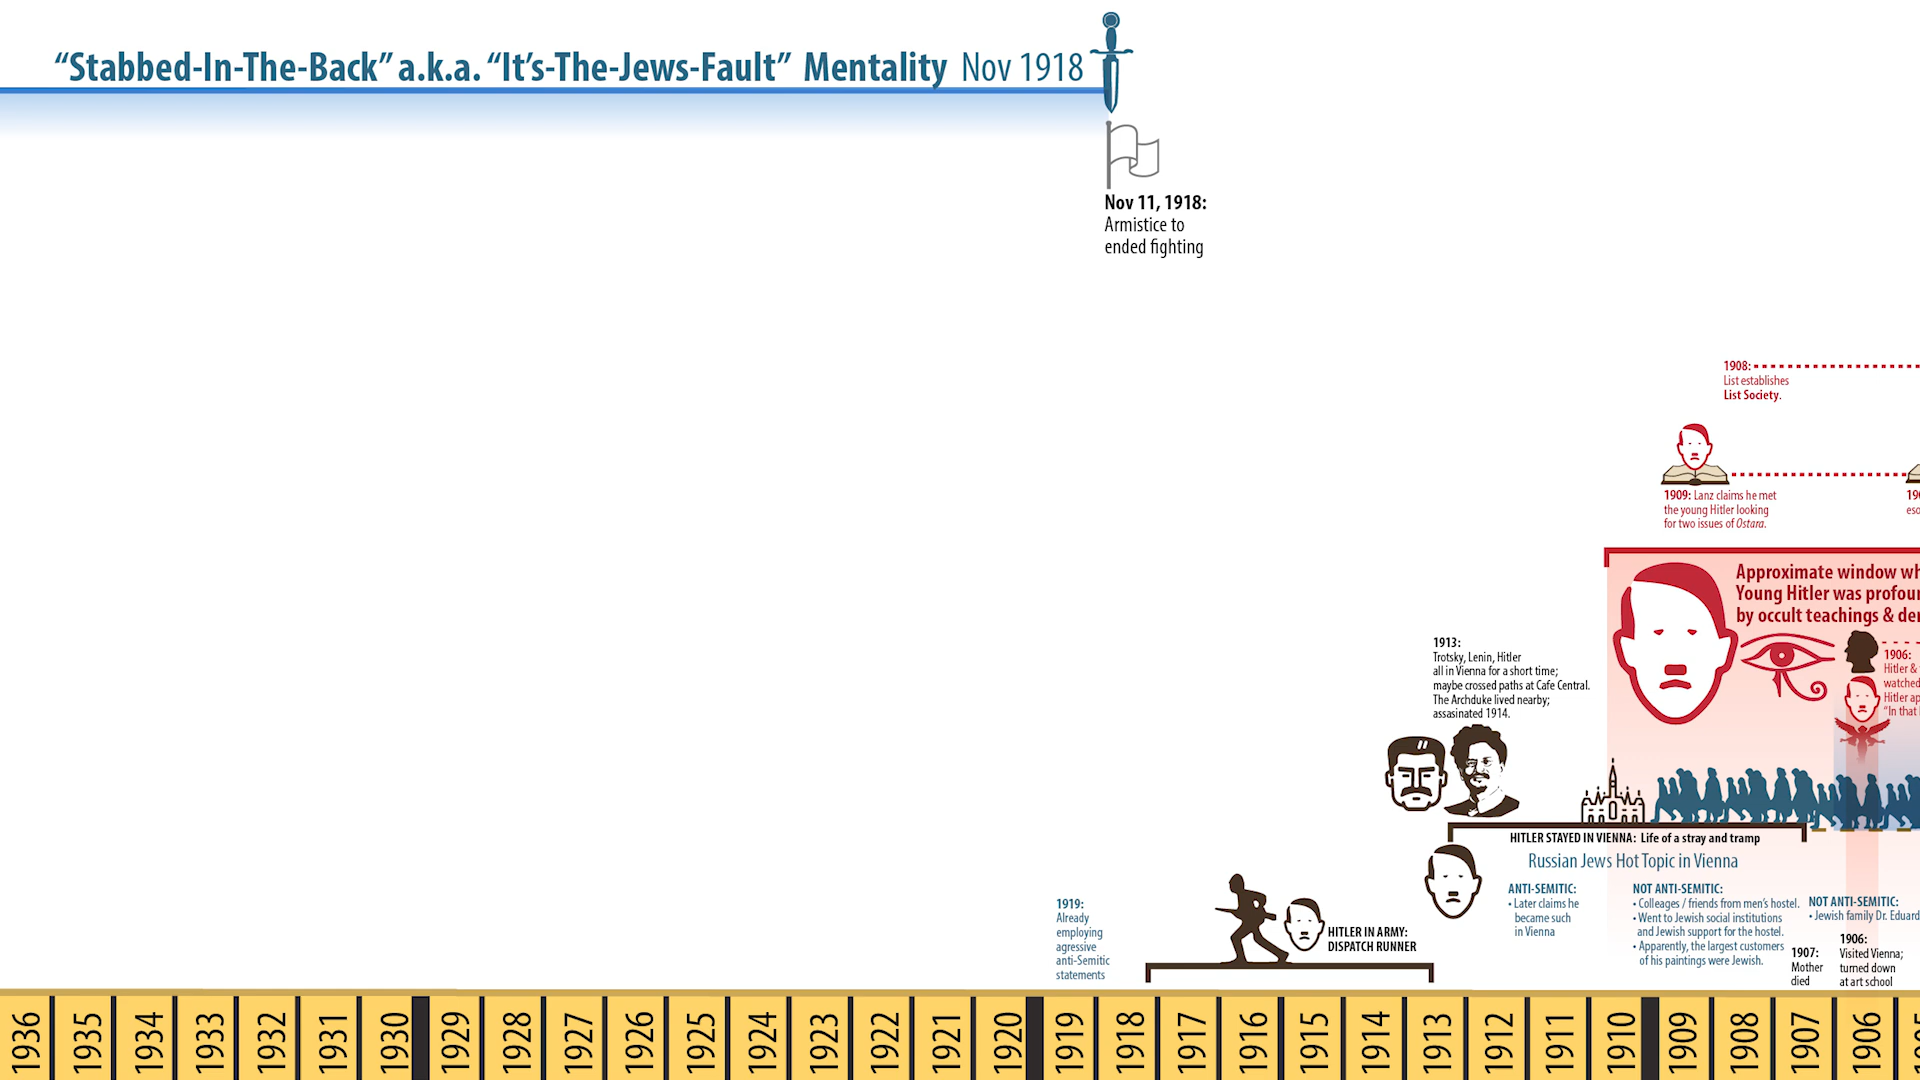 “Stabbed-In-The-Back” a.k.a. “It’s-The-Jews-Fault” Mentality Nov 1918
Nov 11, 1918:
Armistice to
ended fighting
1908:
List establishes
List Society.
1909: Lanz claims he met
the young Hitler looking
for two issues of Ostara.
Approximate window
Young Hitler was
by occult teachings &
1906:
Hitler &
watched
Hitler
“In that
1913:
Trotsky, Lenin, Hitler
all in Vienna for a short time;
maybe crossed paths at Cafe Central.
The Archduke lived nearby;
assasinated 1914.
HITLER STAYED IN VIENNA: Life of a stray and tramp
Russian Jews Hot Topic in Vienna
ANTI-SEMITIC:
• Later claims he
became such
in Vienna
NOT ANTI-SEMITIC:
• Colleages / friends from men’s hostel.
• Went to Jewish social institutions
and Jewish support for the hostel.
• Apparently, the largest customers
of his paintings were Jewish.
NOT ANTI-SEMITIC:
• Jewish family Dr. Eduard
1907:
Mother
died
1906:
Visited Vienna;
turned down
at art school
HITLER IN ARMY:
DISPATCH RUNNER
1919:
Already
employing
agressive
anti-Semitic
statements
1936
1935
1934
1933
1932
1931
1930
1929
1928
1927
1926
1925
1924
1923
1922
1921
1920
1919
1918
1917
1916
1915
1914
1913
1912
1911
1910
1909
1908
1907
1906